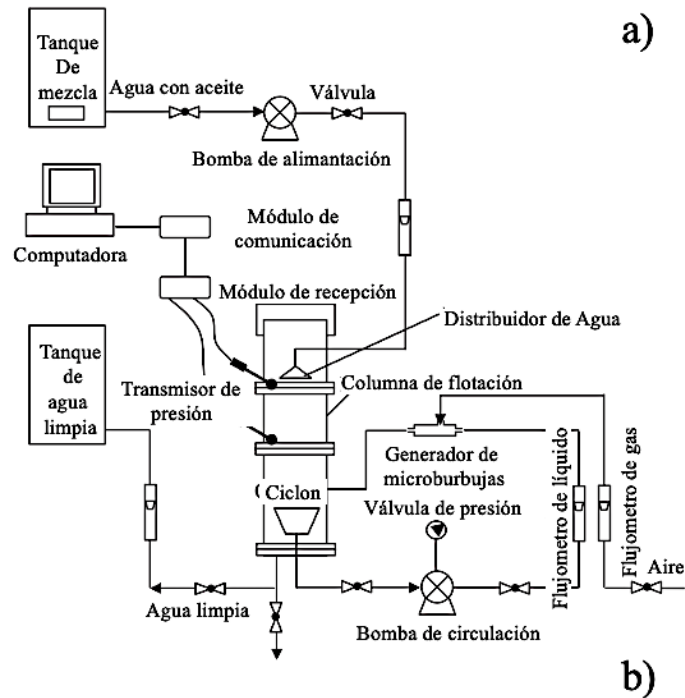 a)
Tanque
De
mezcla
Agua con aceite
Válvula
Bomba de alimantación
Computadora
Módulo de
comunicación
Módulo de recepción
Distribuidor de Agua
Tanque
de
agua
limpia
Transmisor de
presión
Columna de flotación
Generador de
microburbujas
Ciclon
Válvula de presión
Flujometro de líquido
Flujometro de gas
Aire
Agua limpia
Bomba de circulación
b)